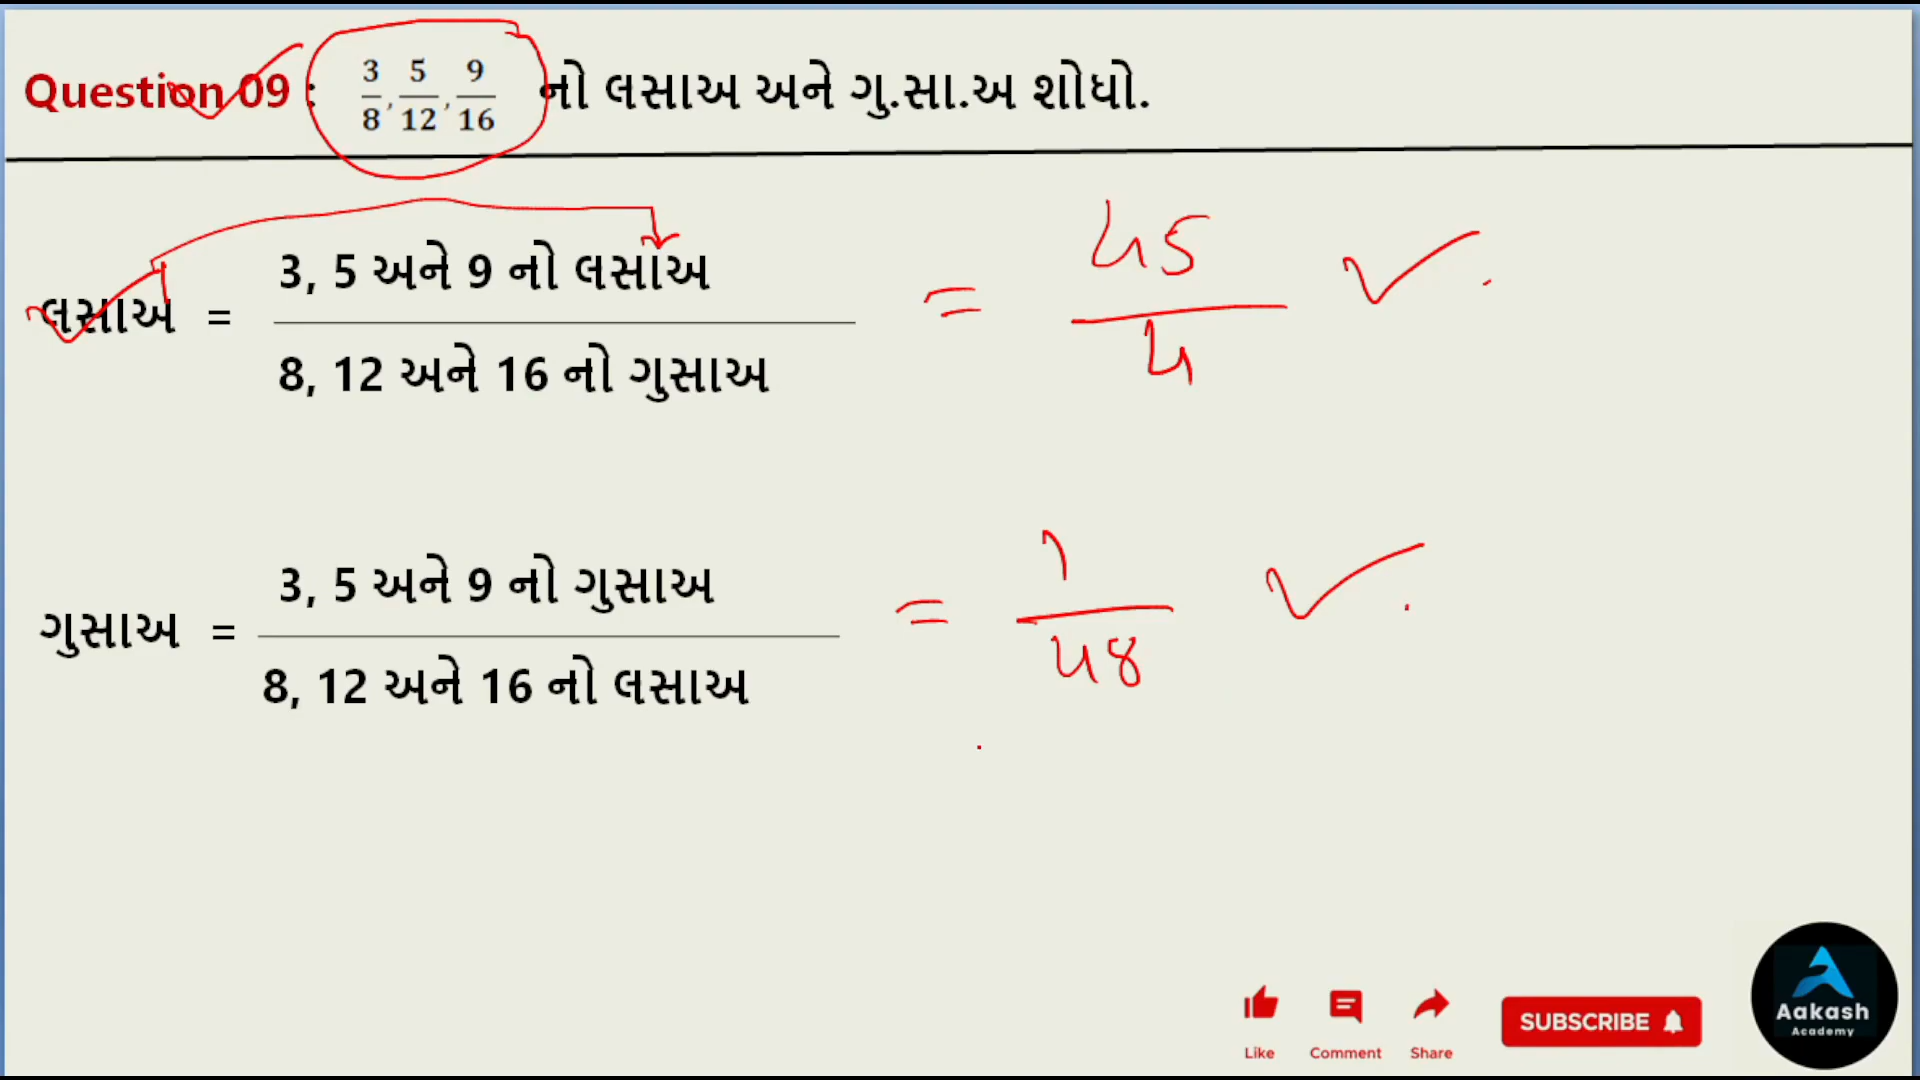 Question 09 : 3/8, 5/12, 9/16 નો લસાઅ અને ગુ.સા.અ શોધો.
લસાઅ = 3, 5 અને 9 નો લસાઅ / 8, 12 અને 16 નો ગુસાઅ = 45 / 4
ગુસાઅ = 3, 5 અને 9 નો ગુસાઅ / 8, 12 અને 16 નો લસાઅ = 1 / 48
Like Comment Share
SUBSCRIBE
Aakash
Academy